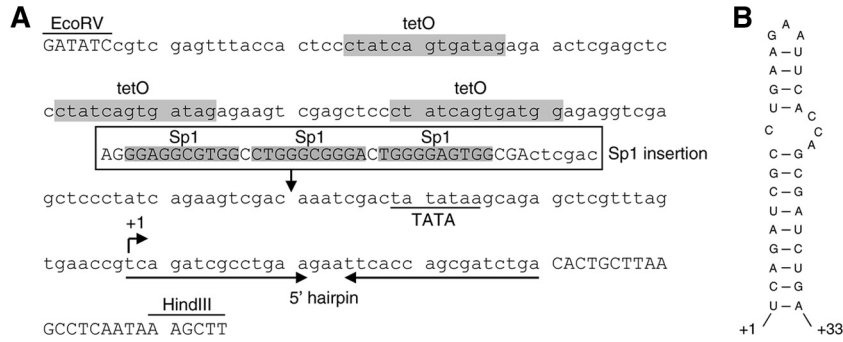 A
EcoRV
tetO
GATATCcgtc gagtttacca ctccctatca gtgatagaga actcgagctc
tetO tetO
cctatcagtg atagagaagt cgagctccct atcagtgatg gagaggtcga
Sp1 Sp1 Sp1
AGGGAGGCGTGGCCTGGGCGGGACTGGGGAGTGGCGActcgac Sp1 insertion
gctccctatc agaagtcgac aaatcgacta tataagcaga gctcgtttag
TATA
+1
tgaaccgtca gatcgcctga agaattcacc agcgatctga CACTGCTTAA
5' hairpin
HindIII
GCCTCAATAA AGCTT
B
A
G A
A – U
A – U
G – C
U – A
C
C
C
A
C – G
G – C
C – G
U – A
A – U
G – C
A – U
C – G
U – A
+1 +33